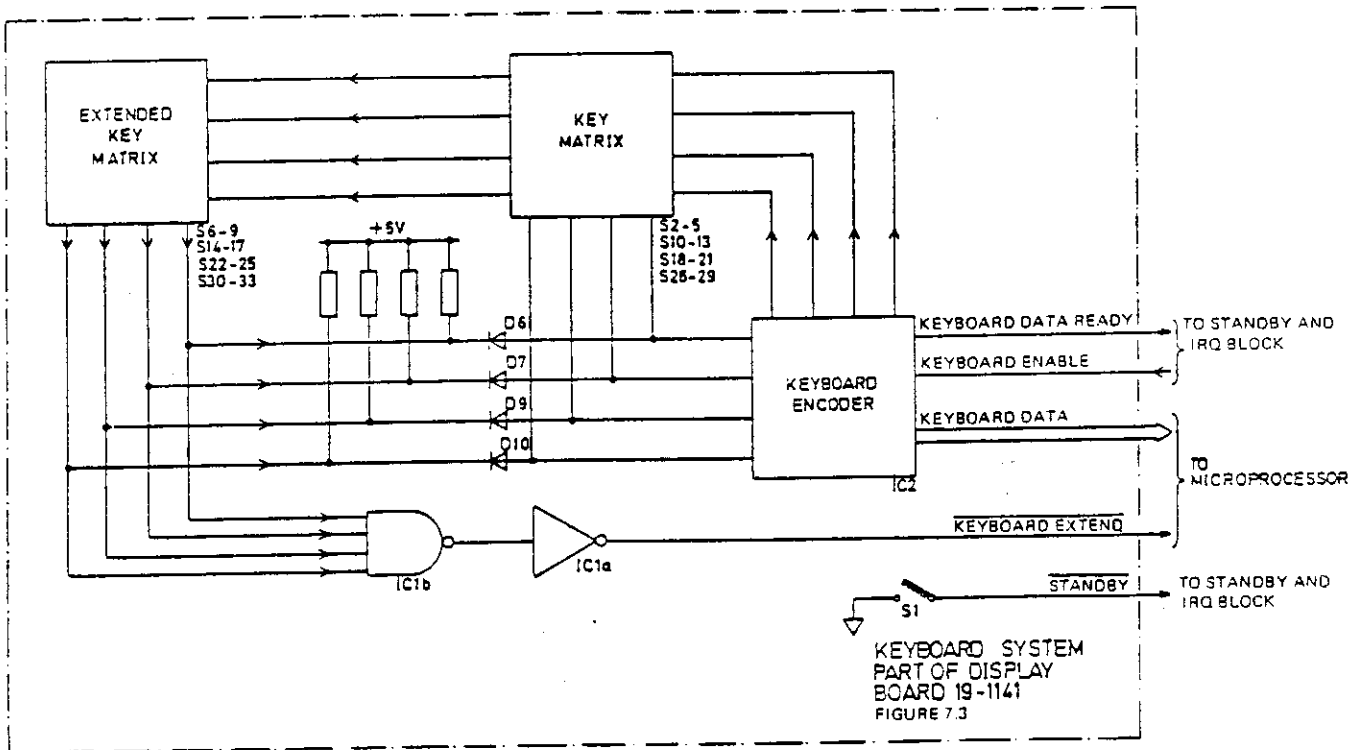 EXTENDED
KEY
MATRIX
KEY
MATRIX
S6-9
S14-17
S22-25
S30-33
+5V
S2-5
S10-13
S18-21
S26-29
D6
D7
D9
D10
KEYBOARD
ENCODER
IC2
KEYBOARD DATA READY
KEYBOARD ENABLE
TO STANDBY AND
IRQ BLOCK
KEYBOARD DATA
TO
MICROPROCESSOR
KEYBOARD EXTEND
IC1b
IC1a
STANDBY
S1
TO STANDBY AND
IRQ BLOCK
KEYBOARD SYSTEM
PART OF DISPLAY
BOARD 19-1141
FIGURE 7.3